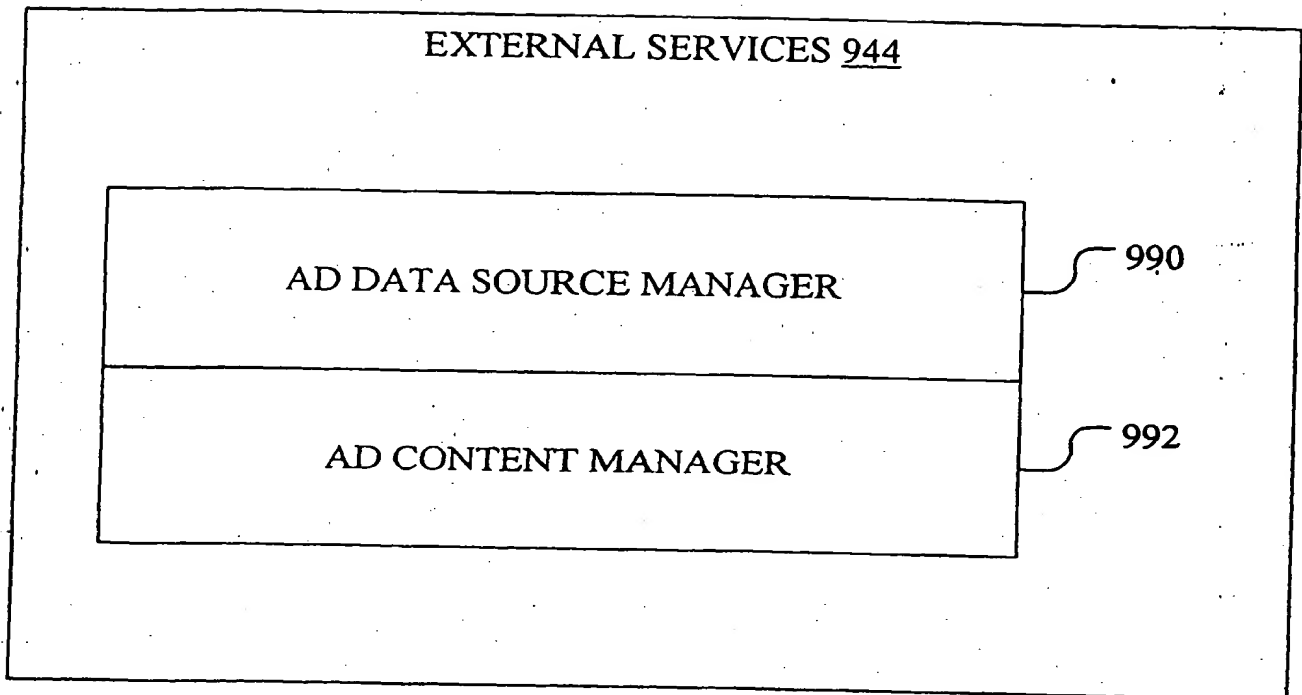 EXTERNAL SERVICES 944
AD DATA SOURCE MANAGER
990
AD CONTENT MANAGER
992